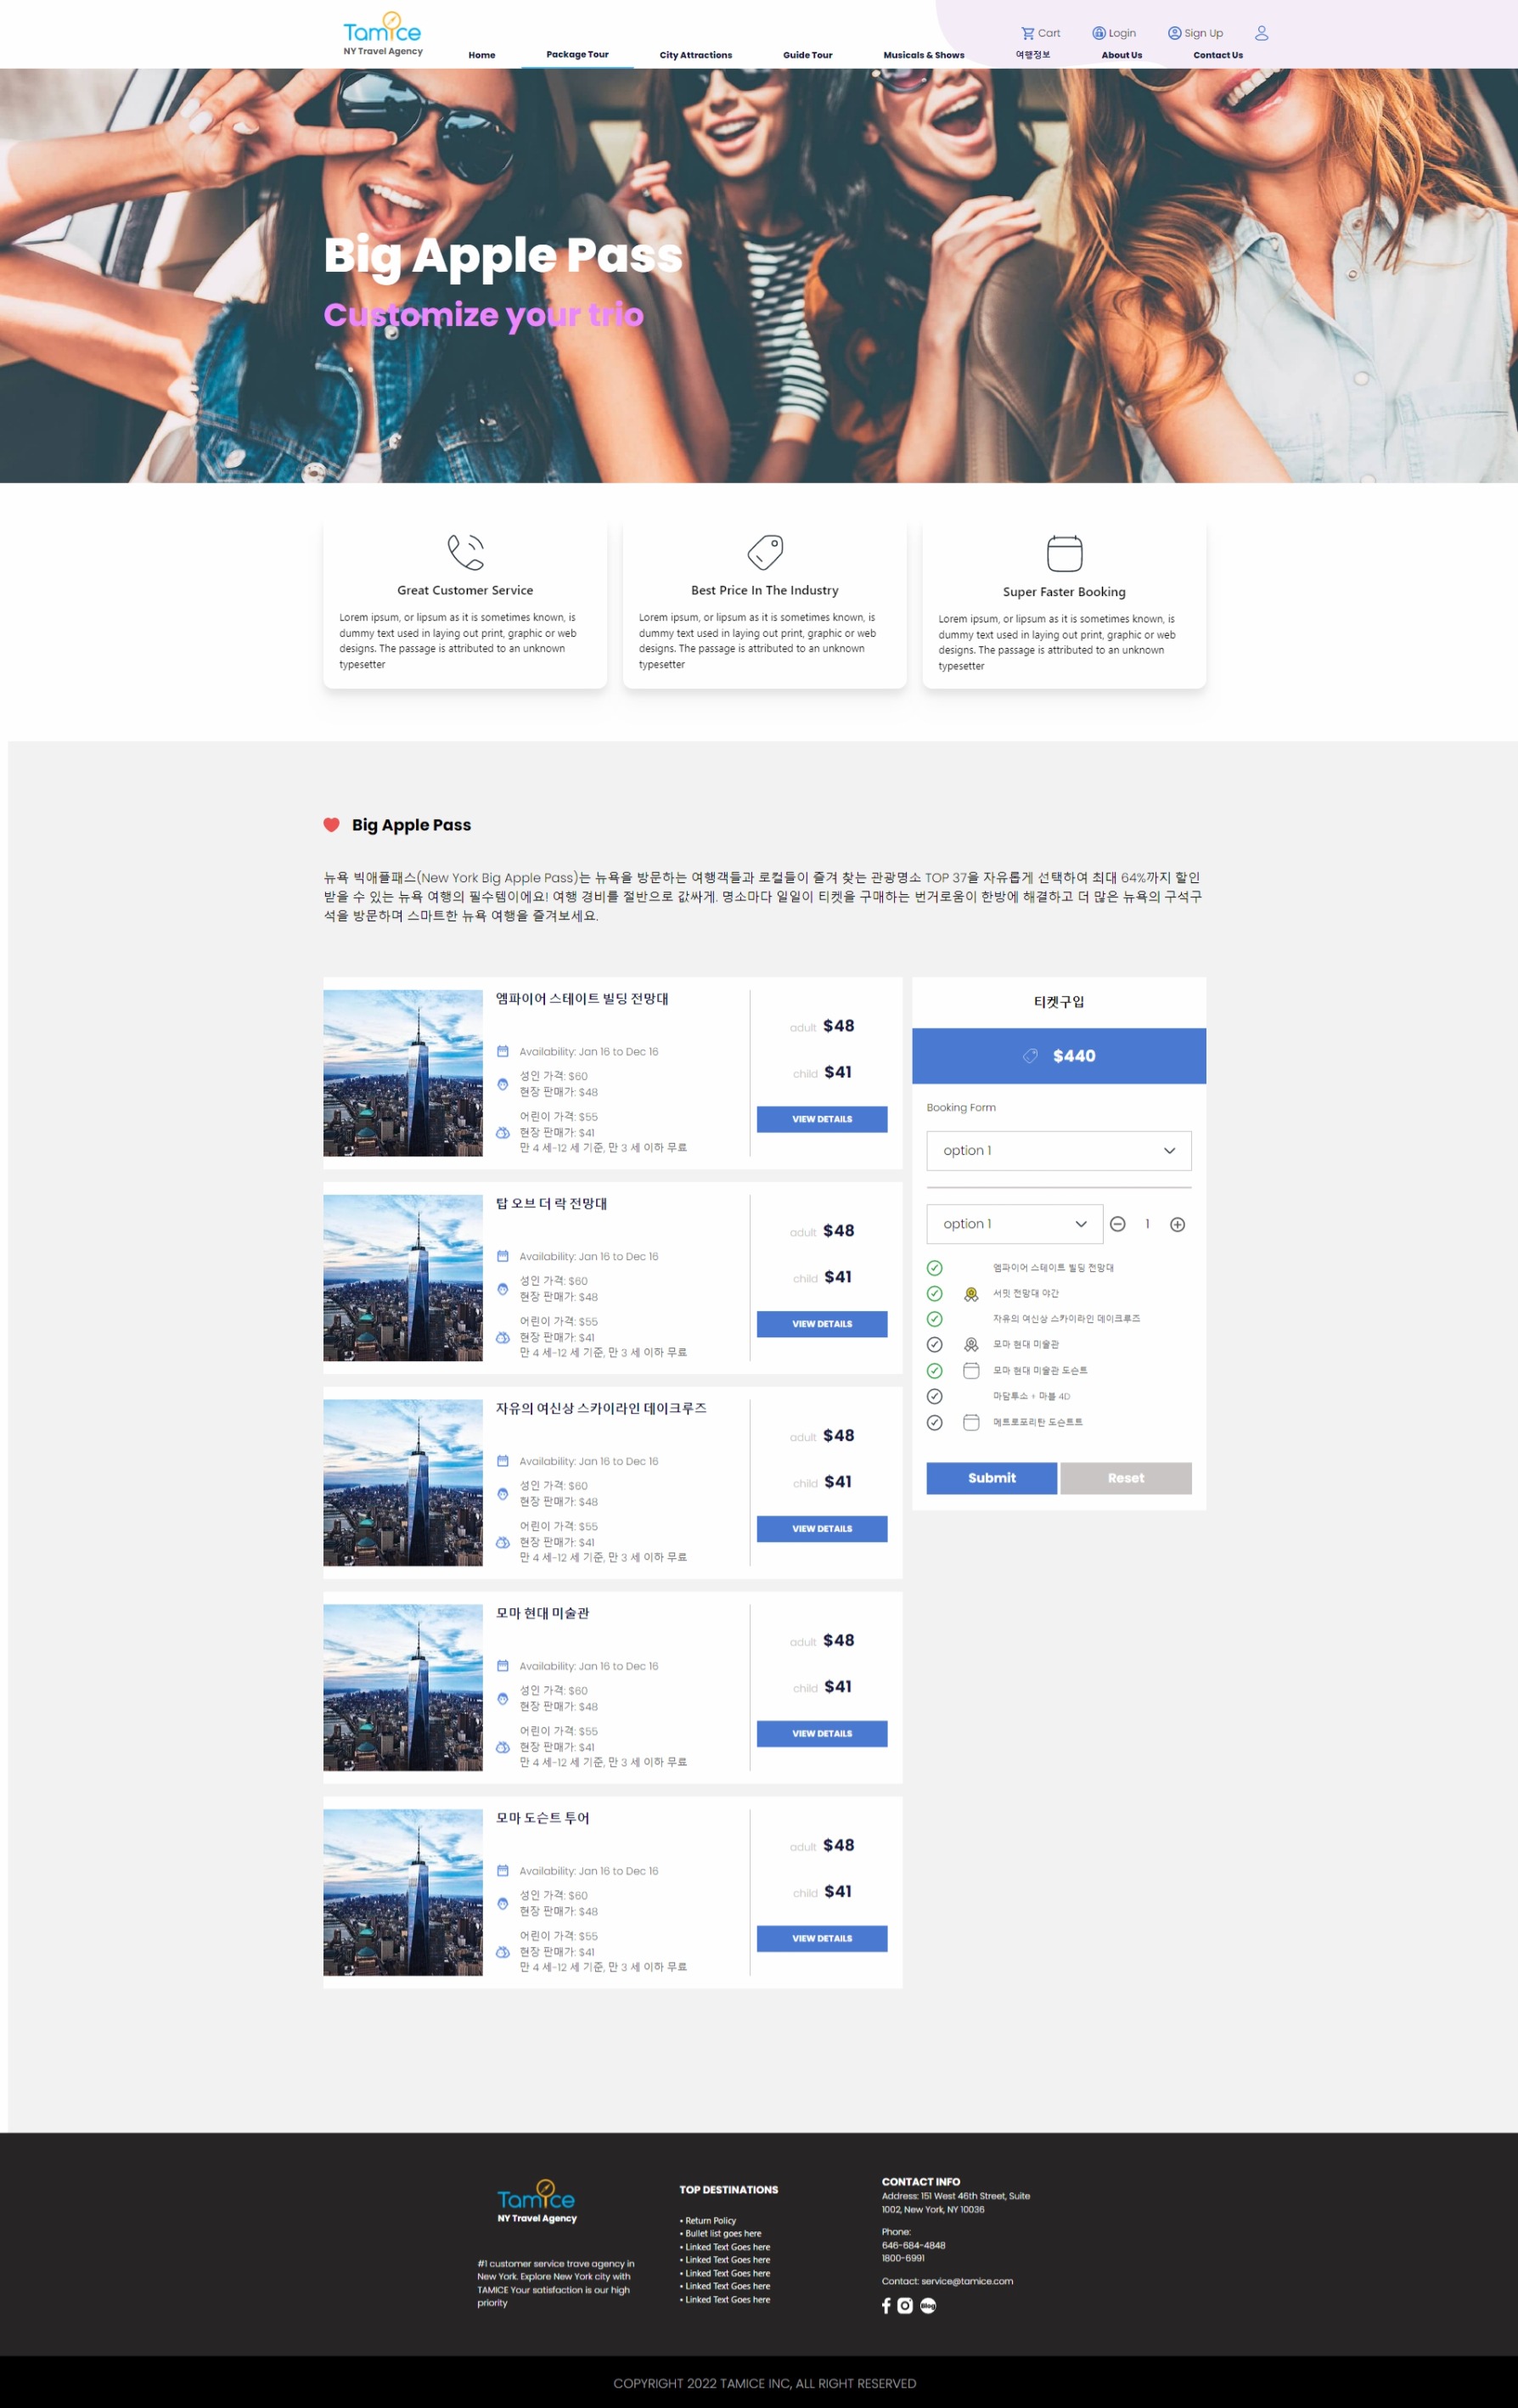 Tamice
NY Travel Agency
Cart
Login
Sign Up
Home
Package Tour
City Attractions
Guide Tour
Musicals & Shows
여행정보
About Us
Contact Us
Big Apple Pass
Customize your trio
Great Customer Service
Lorem ipsum, or lipsum as it is sometimes known, is
dummy text used in laying out print, graphic or web
designs. The passage is attributed to an unknown
typesetter
Best Price In The Industry
Lorem ipsum, or lipsum as it is sometimes known, is
dummy text used in laying out print, graphic or web
designs. The passage is attributed to an unknown
typesetter
Super Faster Booking
Lorem ipsum, or lipsum as it is sometimes known, is
dummy text used in laying out print, graphic or web
designs. The passage is attributed to an unknown
typesetter
Big Apple Pass
뉴욕 빅애플패스(New York Big Apple Pass)는 뉴욕을 방문하는 여행객들과 로컬들이 즐겨 찾는 관광명소 TOP 37을 자유롭게 선택하여 최대 64%까지 할인
받을 수 있는 뉴욕 여행의 필수템이에요! 여행 경비를 절반으로 값싸게. 명소마다 일일이 티켓을 구매하는 번거로움이 한방에 해결하고 더 많은 뉴욕의 구석구
석을 방문하며 스마트한 뉴욕 여행을 즐겨보세요.
엠파이어 스테이트 빌딩 전망대
Availability: Jan 16 to Dec 16
성인 가격: $60
현장 판매가: $48
어린이 가격: $55
현장 판매가: $41
만 4 세-12 세 기준, 만 3 세 이하 무료
adult $48
child $41
VIEW DETAILS
탑 오브 더 락 전망대
Availability: Jan 16 to Dec 16
성인 가격: $60
현장 판매가: $48
어린이 가격: $55
현장 판매가: $41
만 4 세-12 세 기준, 만 3 세 이하 무료
adult $48
child $41
VIEW DETAILS
자유의 여신상 스카이라인 데이크루즈
Availability: Jan 16 to Dec 16
성인 가격: $60
현장 판매가: $48
어린이 가격: $55
현장 판매가: $41
만 4 세-12 세 기준, 만 3 세 이하 무료
adult $48
child $41
VIEW DETAILS
모마 현대 미술관
Availability: Jan 16 to Dec 16
성인 가격: $60
현장 판매가: $48
어린이 가격: $55
현장 판매가: $41
만 4 세-12 세 기준, 만 3 세 이하 무료
adult $48
child $41
VIEW DETAILS
모마 도슨트 투어
Availability: Jan 16 to Dec 16
성인 가격: $60
현장 판매가: $48
어린이 가격: $55
현장 판매가: $41
만 4 세-12 세 기준, 만 3 세 이하 무료
adult $48
child $41
VIEW DETAILS
티켓구입
$440
Booking Form
option 1
option 1
1
엠파이어 스테이트 빌딩 전망대
서밋 전망대 야간
자유의 여신상 스카이라인 데이크루즈
모마 현대 미술관
모마 현대 미술관 도슨트
마담투소 + 마블 4D
메트로포리탄 도슨트트
Submit
Reset
Tamice
NY Travel Agency
#1 customer service trave agency in
New York. Explore New York city with
TAMICE Your satisfaction is our high
priority
TOP DESTINATIONS
• Return Policy
• Bullet list goes here
• Linked Text Goes here
• Linked Text Goes here
• Linked Text Goes here
• Linked Text Goes here
• Linked Text Goes here
CONTACT INFO
Address: 151 West 46th Street, Suite
1002, New York, NY 10036
Phone:
646-684-4848
1800-6991
Contact: service@tamice.com
Blog
COPYRIGHT 2022 TAMICE INC, ALL RIGHT RESERVED